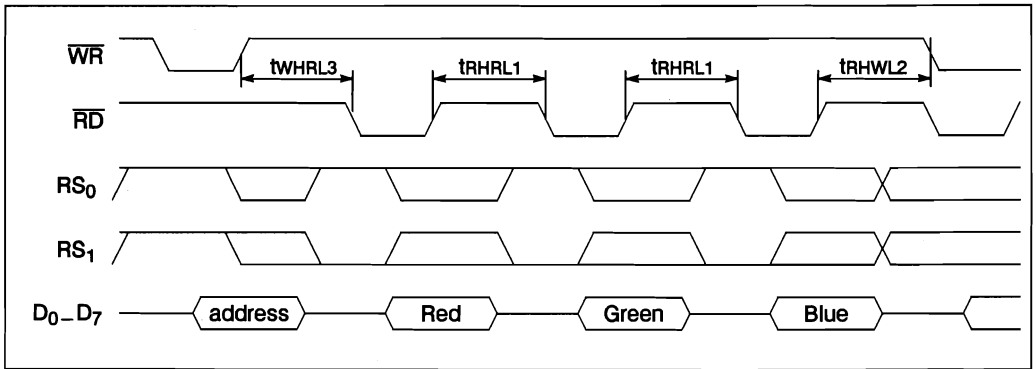 WR
tWHRL3 tRHRL1 tRHRL1 tRHWL2
RD
RS0
RS1
D0–D7 address Red Green Blue